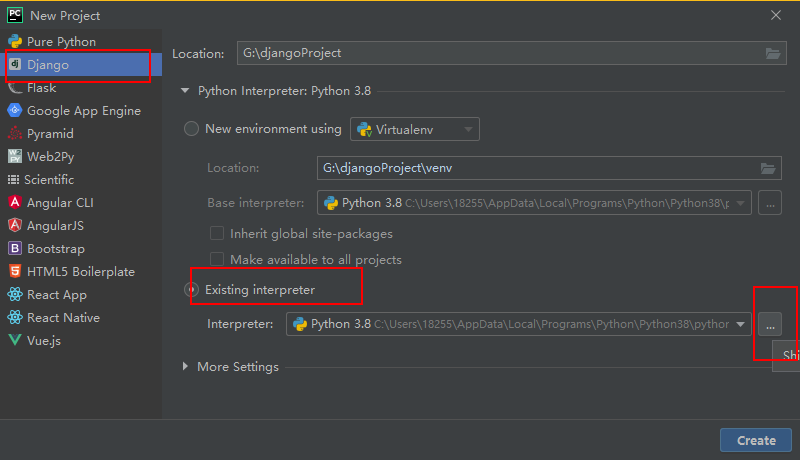 New Project
Pure Python
Django
Flask
Google App Engine
Pyramid
Web2Py
Scientific
Angular CLI
AngularJS
Bootstrap
HTML5 Boilerplate
React App
React Native
Vue.js
Location: G:\djangoProject
Python Interpreter: Python 3.8
New environment using Virtualenv
Location: G:\djangoProject\venv
Base interpreter: Python 3.8 C:\Users\18255\AppData\Local\Programs\Python\Python38\p
...
Inherit global site-packages
Make available to all projects
Existing interpreter
Interpreter: Python 3.8 C:\Users\18255\AppData\Local\Programs\Python\Python38\python
...
Shi
More Settings
Create